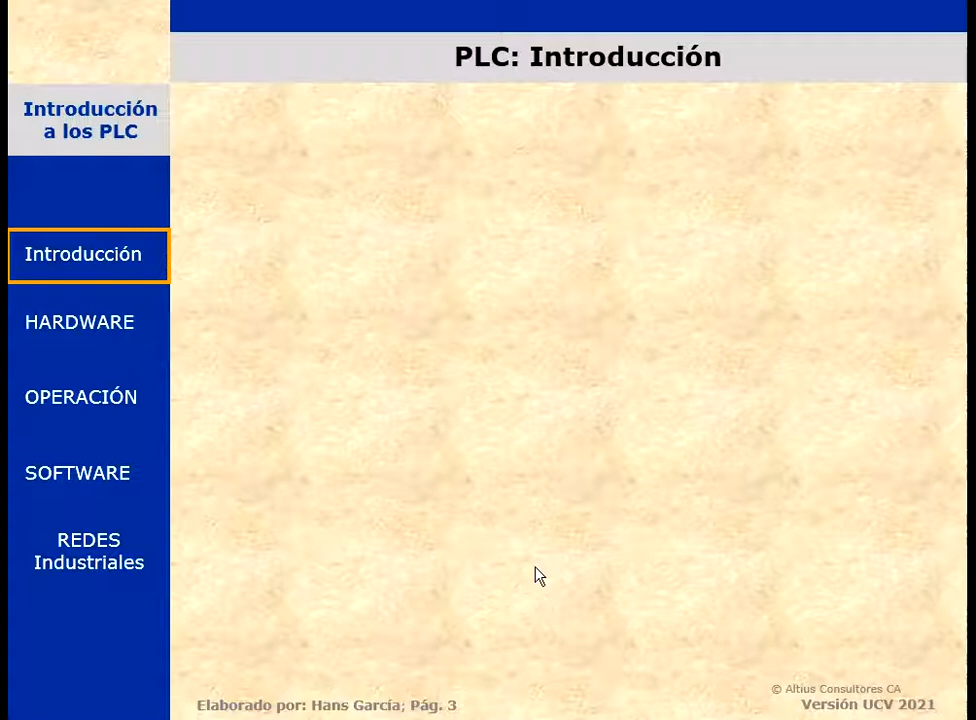 PLC: Introducción
Introducción
a los PLC
Introducción
HARDWARE
OPERACIÓN
SOFTWARE
REDES
Industriales
© Altius Consultores CA
Elaborado por: Hans García; Pág. 3
Versión UCV 2021